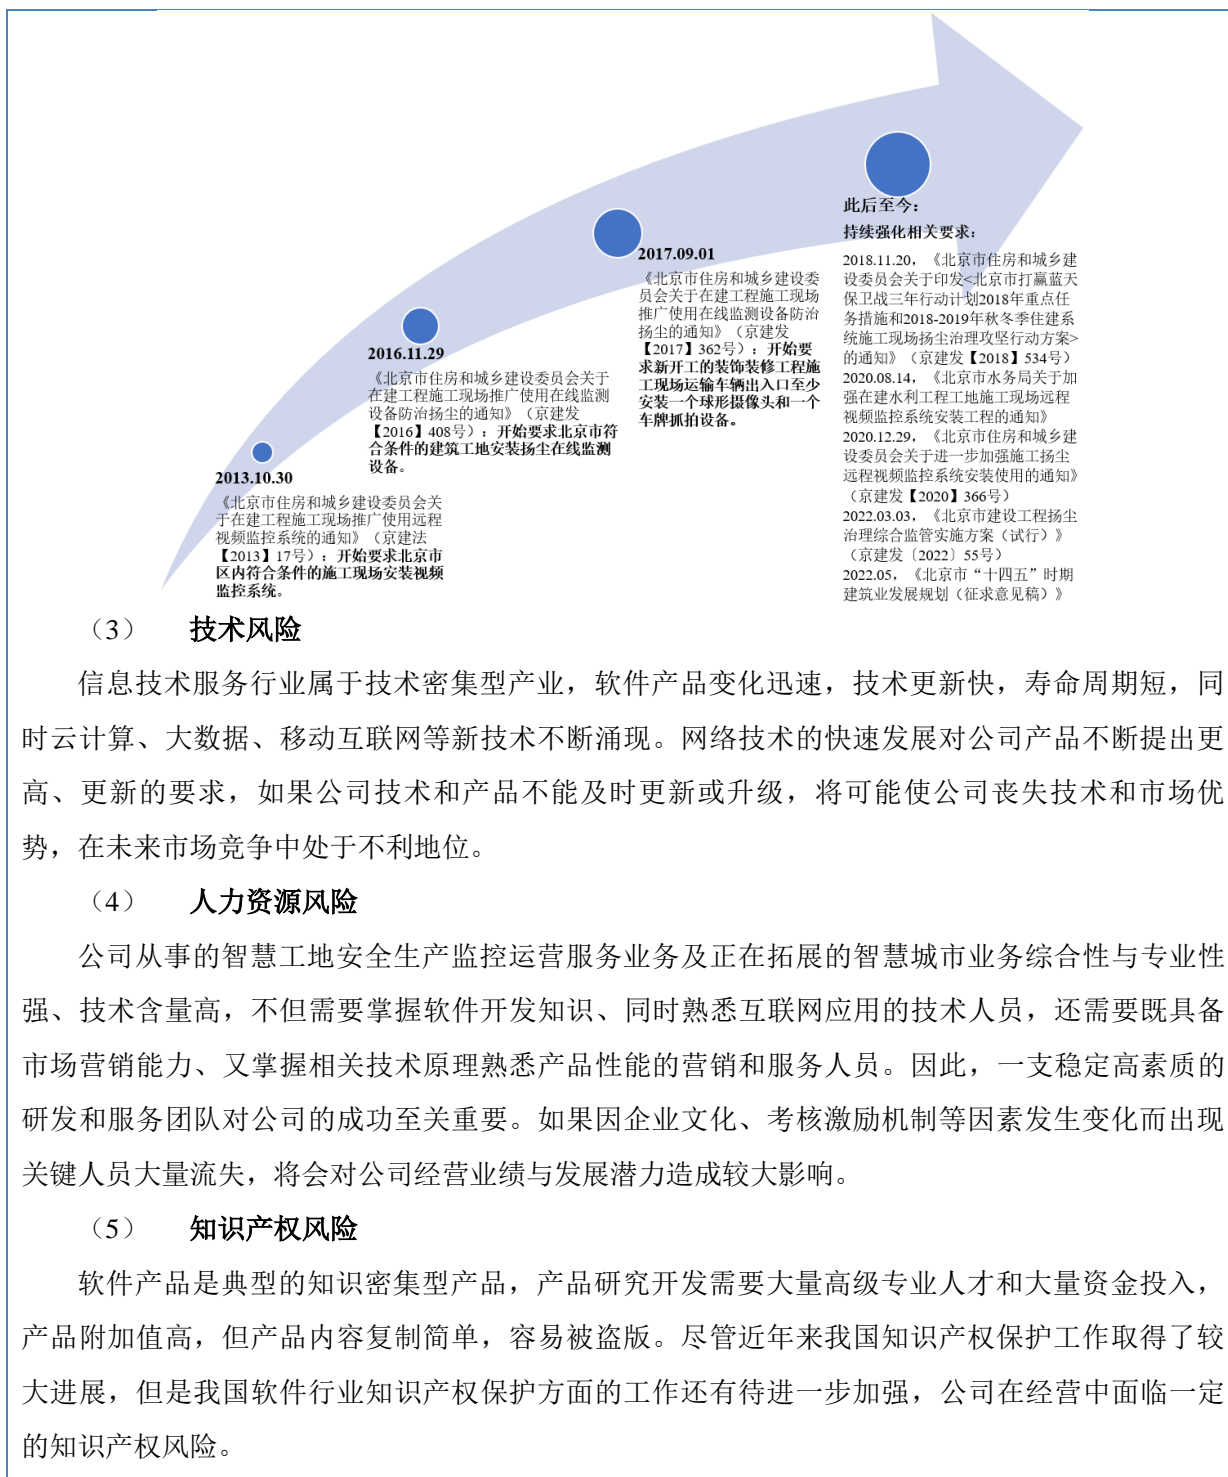 2013.10.30
《北京市住房和城乡建设委员会关
于在建工程施工现场推广使用远程
视频监控系统的通知》（京建法
【2013】17号）：开始要求北京市
区内符合条件的施工现场安装视频
监控系统。
2016.11.29
《北京市住房和城乡建设委员会关于
在建工程施工现场推广使用在线监测
设备防治扬尘的通知》（京建发
【2016】408号）：开始要求北京市符
合条件的建筑工地安装扬尘在线监测
设备。
2017.09.01
《北京市住房和城乡建设委
员会关于在建工程施工现场
推广使用在线监测设备防治
扬尘的通知》（京建发
【2017】362号）：开始要
求新开工的装饰装修工程施
工现场运输车辆出入口至少
安装一个球形摄像头和一个
车牌抓拍设备。
此后至今：
持续强化相关要求：
2018.11.20，《北京市住房和城乡建
设委员会关于印发<北京市打赢蓝天
保卫战三年行动计划2018年重点任
务措施和2018-2019年秋冬季住建系
统施工现场扬尘治理攻坚行动方案>
的通知》（京建发【2018】534号）
2020.08.14，《北京市水务局关于加
强在建水利工程工地施工现场远程
视频监控系统安装工程的通知》
2020.12.29，《北京市住房和城乡建
设委员会关于进一步加强施工扬尘
远程视频监控系统安装使用的通知》
（京建发【2020】366号）
2022.03.03，《北京市建设工程扬尘
治理综合监管实施方案（试行）》
（京建发〔2022〕55号）
2022.05，《北京市“十四五”时期
建筑业发展规划（征求意见稿）》
（3） 技术风险
信息技术服务行业属于技术密集型产业，软件产品变化迅速，技术更新快，寿命周期短，同
时云计算、大数据、移动互联网等新技术不断涌现。网络技术的快速发展对公司产品不断提出更
高、更新的要求，如果公司技术和产品不能及时更新或升级，将可能使公司丧失技术和市场优
势，在未来市场竞争中处于不利地位。
（4） 人力资源风险
公司从事的智慧工地安全生产监控运营服务业务及正在拓展的智慧城市业务综合性与专业性
强、技术含量高，不但需要掌握软件开发知识、同时熟悉互联网应用的技术人员，还需要既具备
市场营销能力、又掌握相关技术原理熟悉产品性能的营销和服务人员。因此，一支稳定高素质的
研发和服务团队对公司的成功至关重要。如果因企业文化、考核激励机制等因素发生变化而出现
关键人员大量流失，将会对公司经营业绩与发展潜力造成较大影响。
（5） 知识产权风险
软件产品是典型的知识密集型产品，产品研究开发需要大量高级专业人才和大量资金投入，
产品附加值高，但产品内容复制简单，容易被盗版。尽管近年来我国知识产权保护工作取得了较
大进展，但是我国软件行业知识产权保护方面的工作还有待进一步加强，公司在经营中面临一定
的知识产权风险。